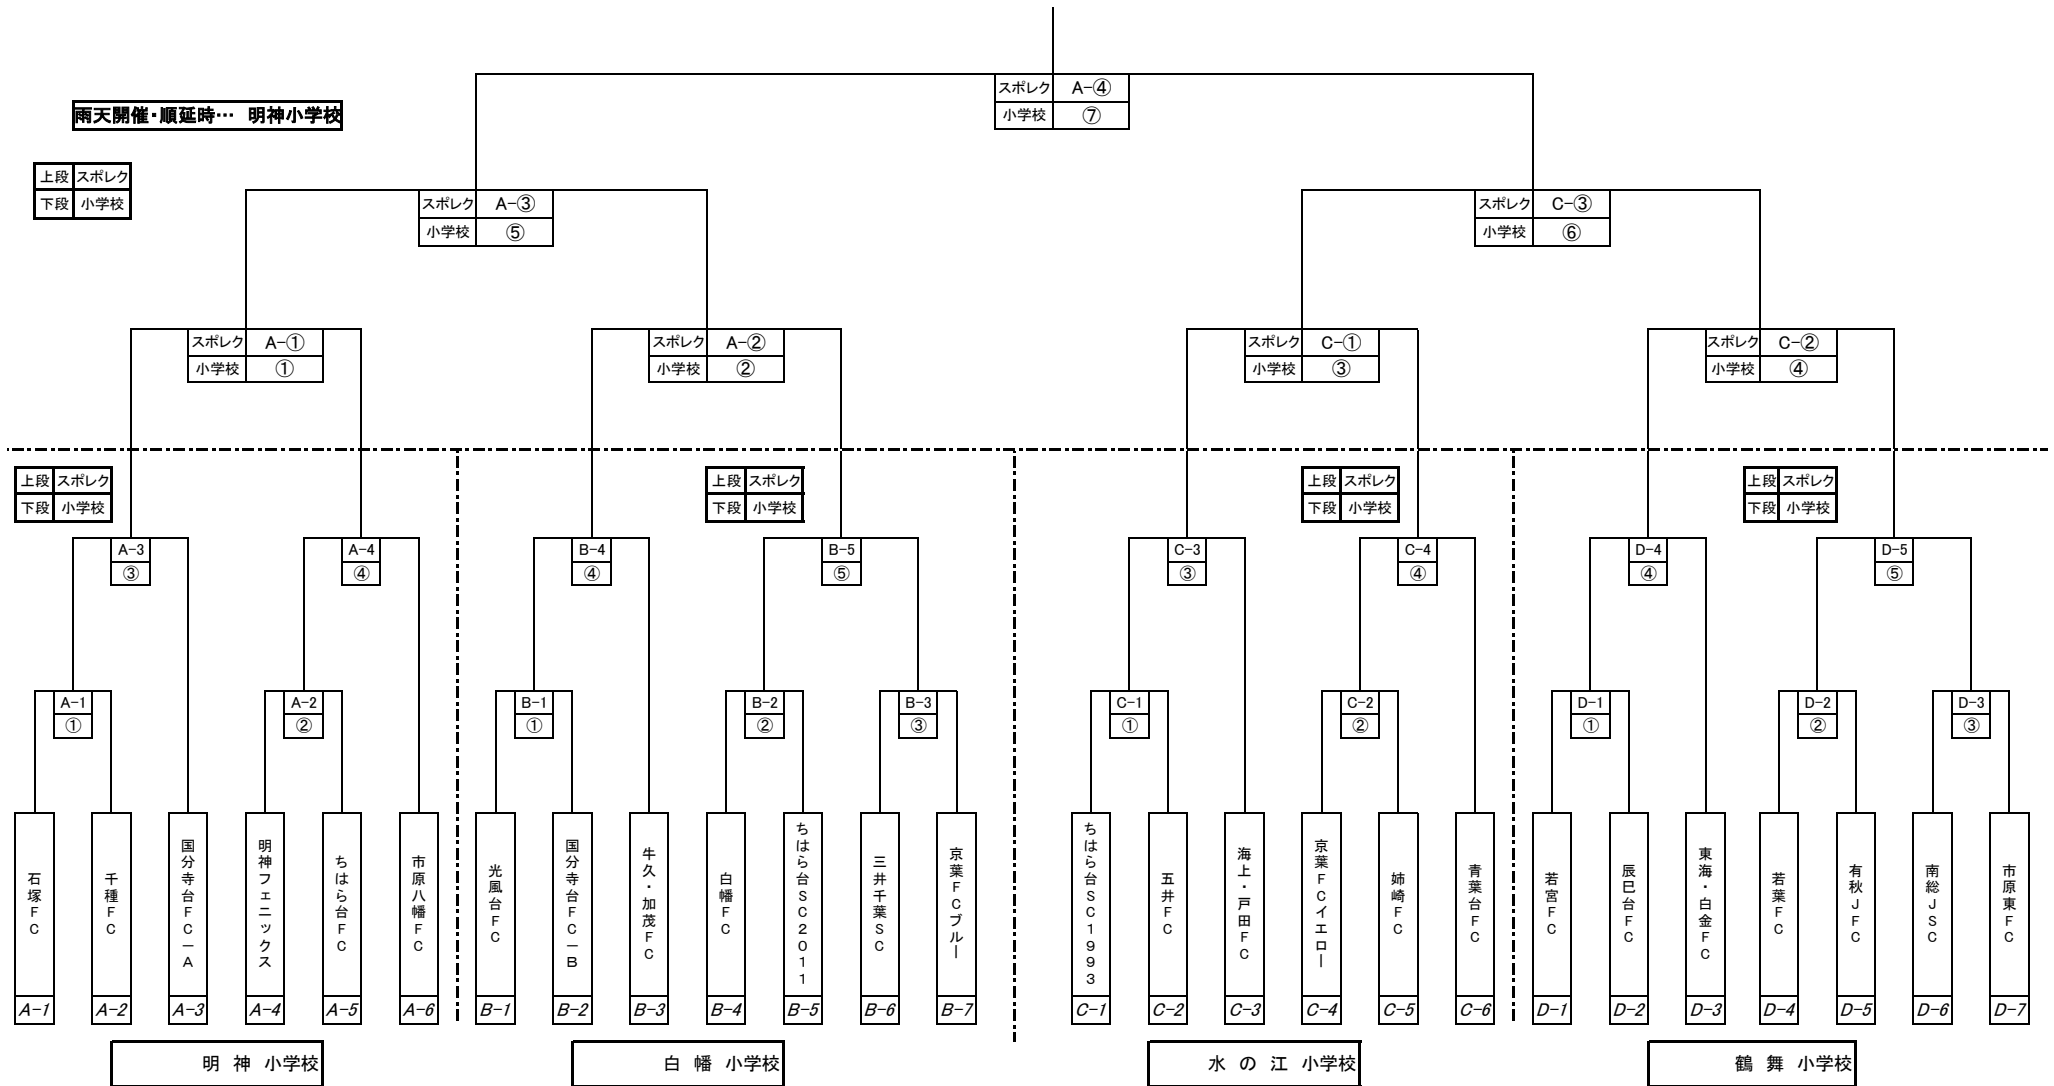 スポレク A-④
小学校 ⑦
雨天開催・順延時… 明神小学校
上段 スポレク
下段 小学校
スポレク A-③
小学校 ⑤
スポレク C-③
小学校 ⑥
スポレク A-①
小学校 ①
スポレク A-②
小学校 ②
スポレク C-①
小学校 ③
スポレク C-②
小学校 ④
上段 スポレク
下段 小学校
上段 スポレク
下段 小学校
上段 スポレク
下段 小学校
上段 スポレク
下段 小学校
A-3
③
A-4
④
B-4
④
B-5
⑤
C-3
③
C-4
④
D-4
④
D-5
⑤
A-1
①
A-2
②
B-1
①
B-2
②
B-3
③
C-1
①
C-2
②
D-1
①
D-2
②
D-3
③
石塚FC
千種FC
国分寺台FC－A
明神フェニックス
ちはら台FC
市原八幡FC
光風台FC
国分寺台FC－B
牛久・加茂FC
白幡FC
ちはら台SC2011
三井千葉SC
京葉FCブルー
ちはら台SC1993
五井FC
海上・戸田FC
京葉FCイエロー
姉崎FC
青葉台FC
若宮FC
辰巳台FC
東海・白金FC
若葉FC
有秋JFC
南総JSC
市原東FC
A-1
A-2
A-3
A-4
A-5
A-6
B-1
B-2
B-3
B-4
B-5
B-6
B-7
C-1
C-2
C-3
C-4
C-5
C-6
D-1
D-2
D-3
D-4
D-5
D-6
D-7
明 神 小学校
白 幡 小学校
水 の 江 小学校
鶴 舞 小学校